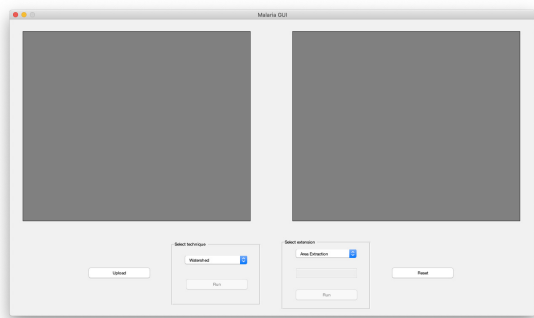 Malaria GUI
Select technique
Watershed
Run
Select extension
Area Extraction
Run
Upload
Reset